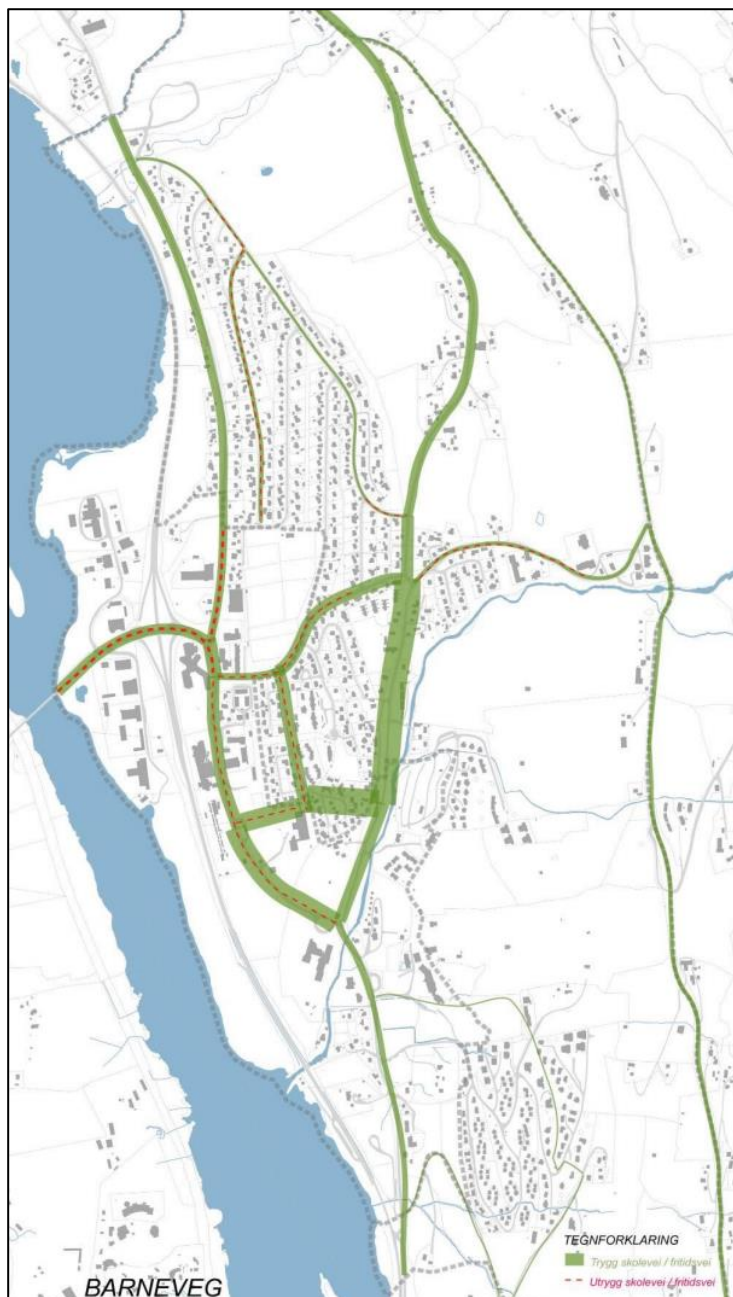 TEGNFORKLARING
Trygg skolevei / fritidsvei
Utrygg skolevei / fritidsvei
BARNEVEG